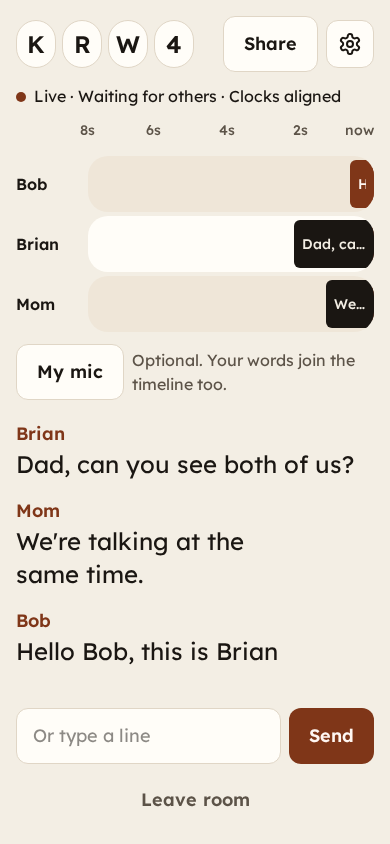 K R W 4
Share
Live · Waiting for others · Clocks aligned
8s 6s 4s 2s now
Bob H
Brian Dad, ca...
Mom We...
My mic
Optional. Your words join the
timeline too.
Brian
Dad, can you see both of us?
Mom
We're talking at the
same time.
Bob
Hello Bob, this is Brian
Or type a line
Send
Leave room